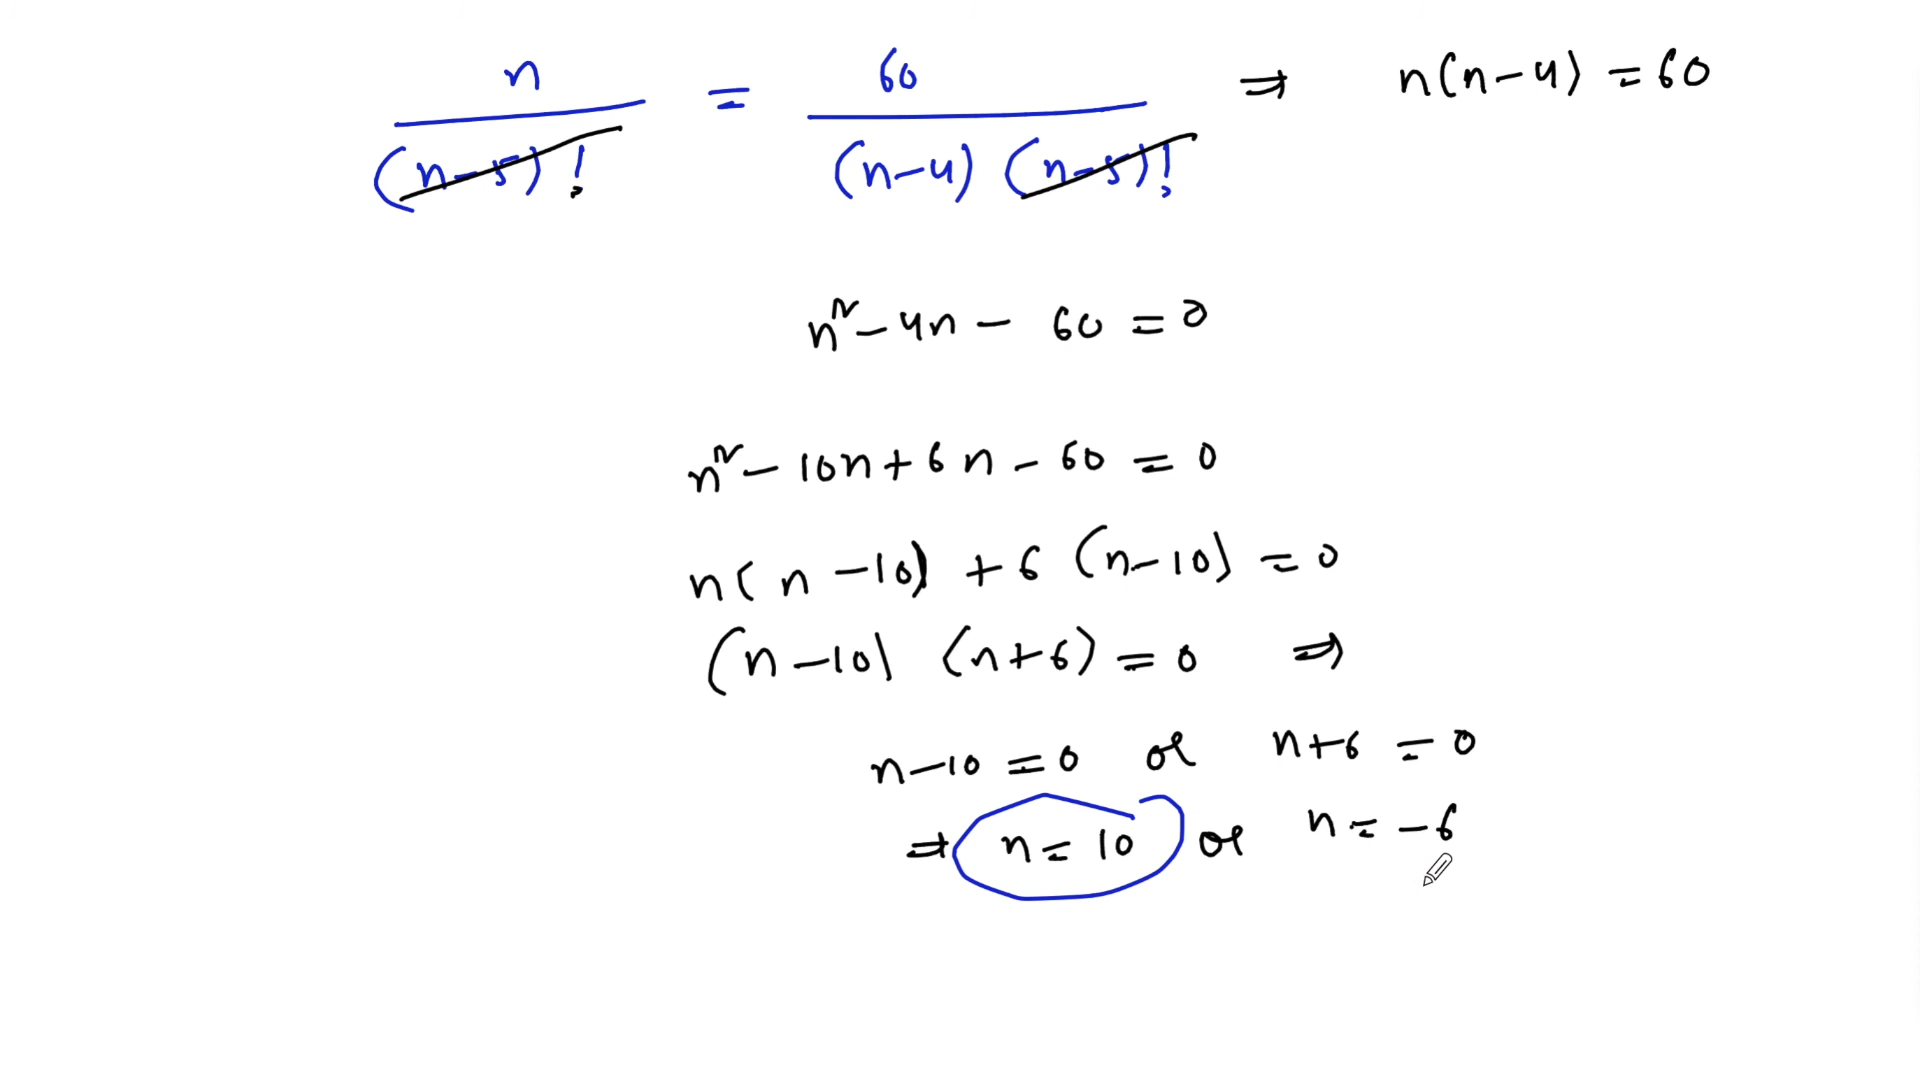 n/(n-5)! = 60/(n-4)(n-5)! ⇒ n(n-4) = 60
n² - 4n - 60 = 0
n² - 10n + 6n - 60 = 0
n(n-10) + 6(n-10) = 0
(n-10) (n+6) = 0 ⇒
n-10 = 0 or n+6 = 0
⇒ n = 10 or n = -6